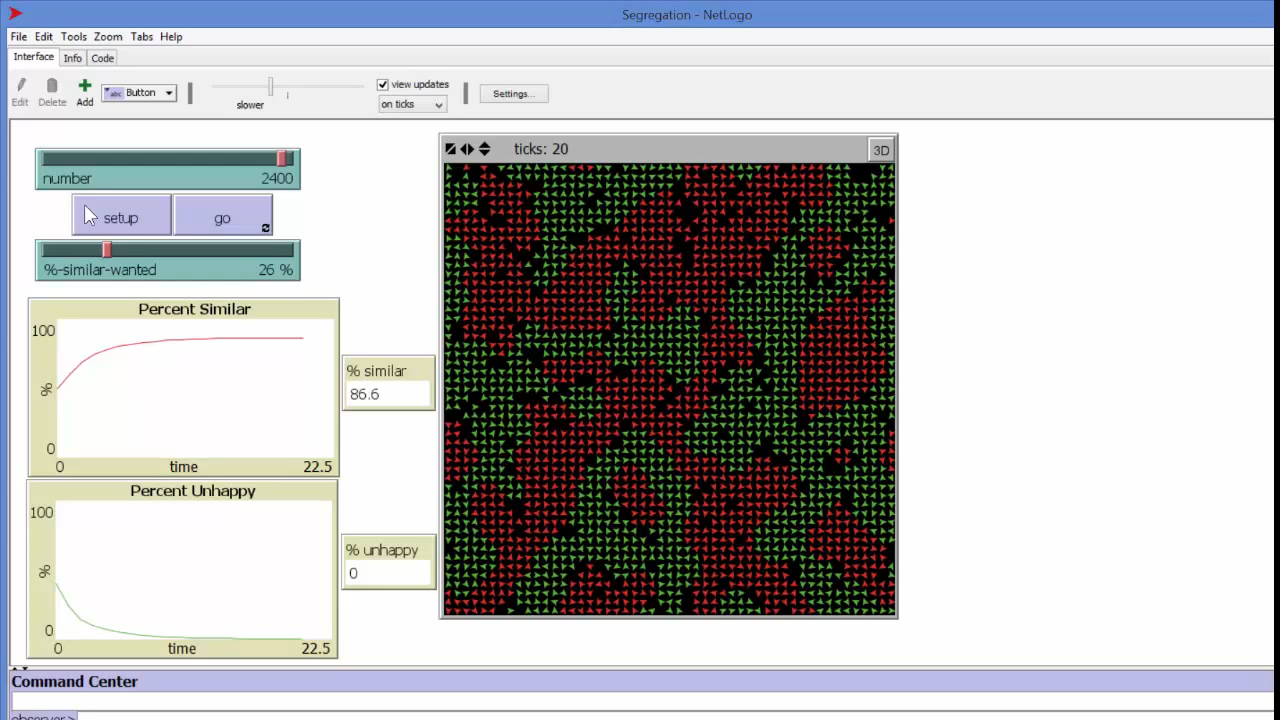 Segregation - NetLogo
File Edit Tools Zoom Tabs Help
Interface Info Code
Edit Delete Add abc Button slower view updates on ticks Settings...
number 2400
setup go
%-similar-wanted 26 %
Percent Similar
100
%
0
0 time 22.5
% similar
86.6
Percent Unhappy
100
%
0
0 time 22.5
% unhappy
0
ticks: 20 3D
Command Center
observer>